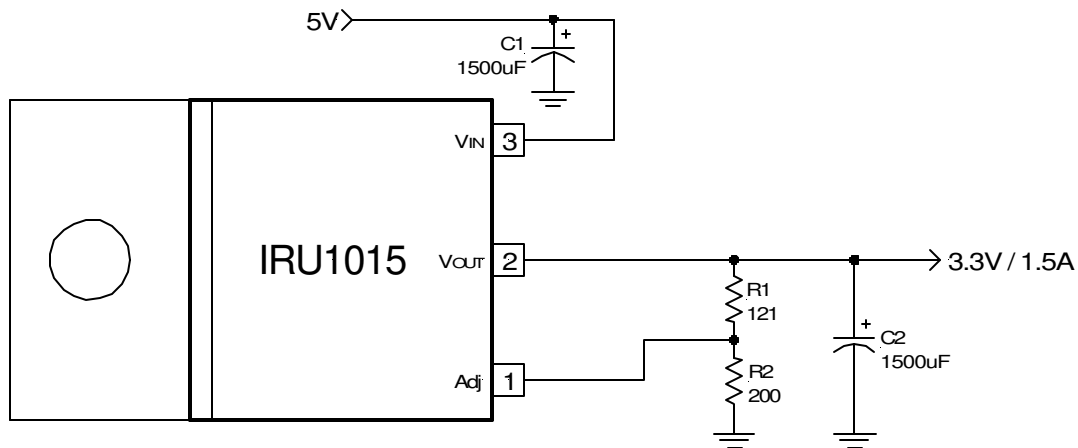 5V
+
C1
1500uF
VIN 3
IRU1015
VOUT 2
3.3V / 1.5A
R1
121
+
C2
1500uF
Adj 1
R2
200